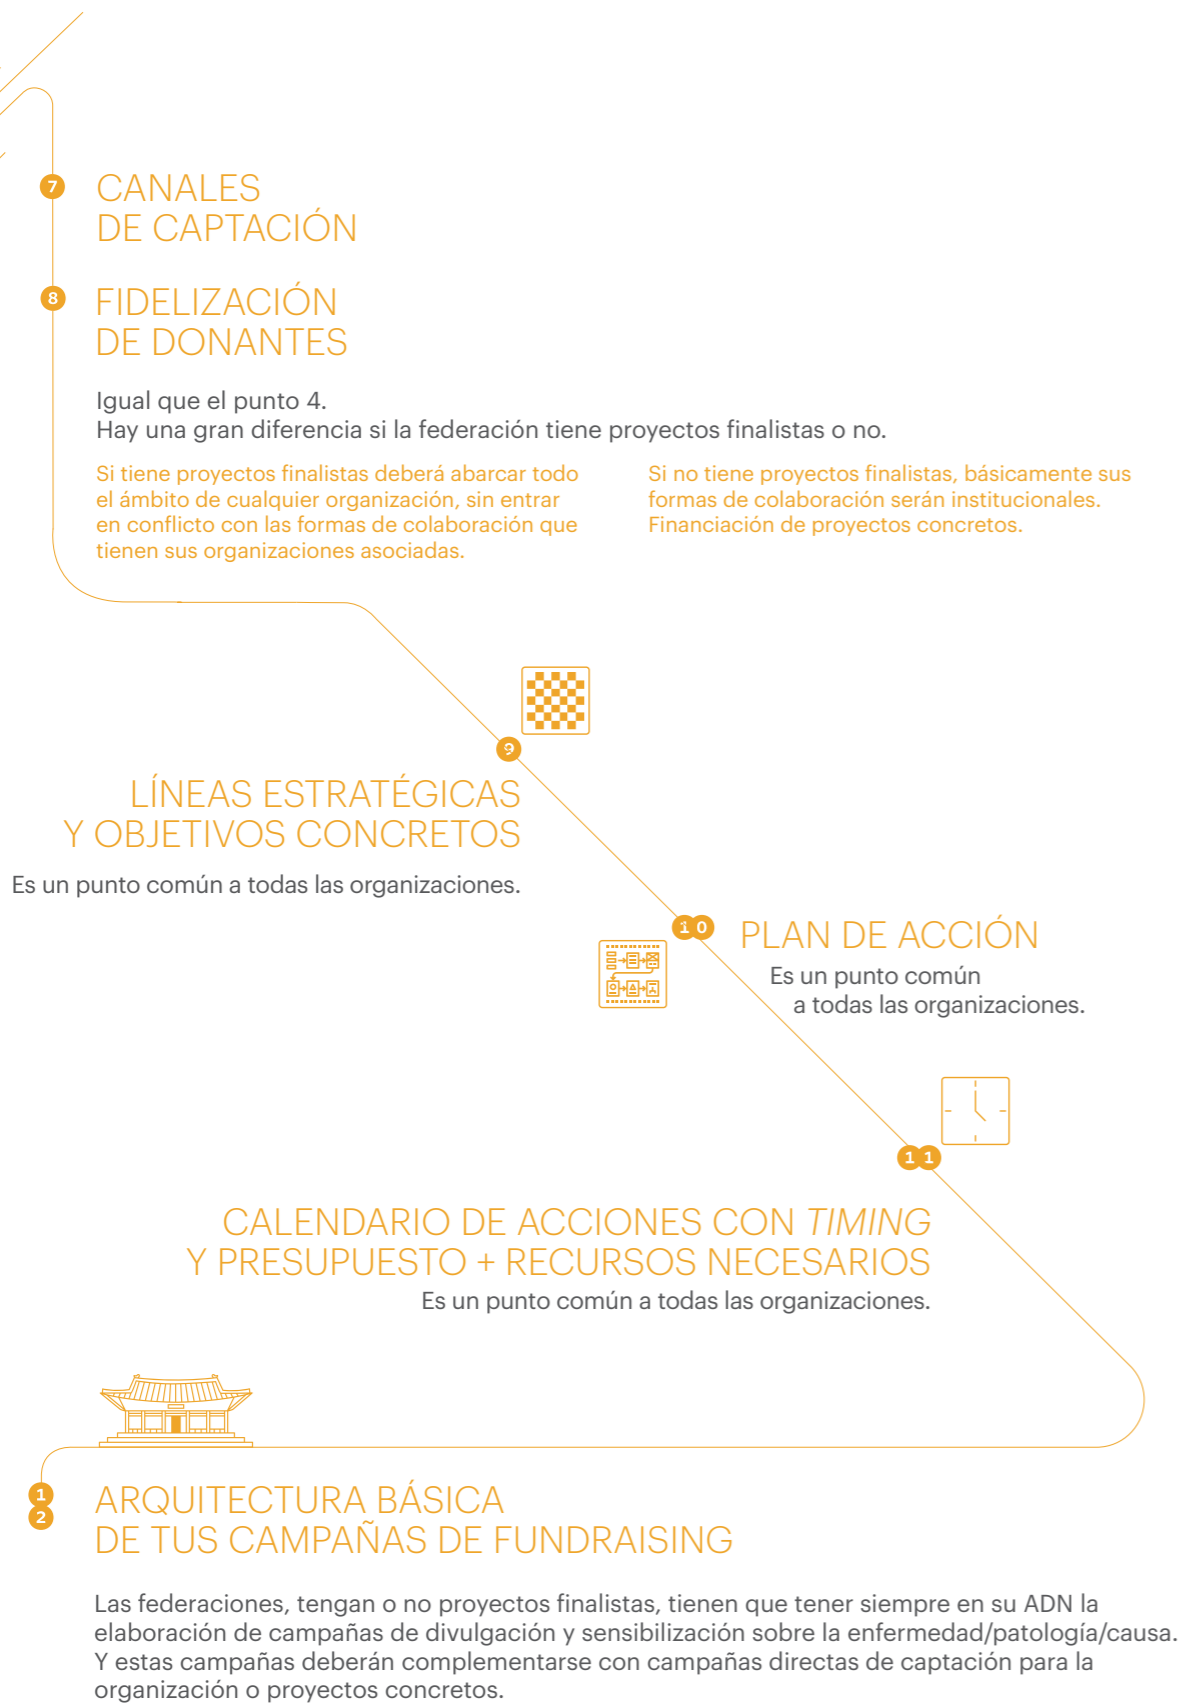 7
CANALES
DE CAPTACIÓN
8
FIDELIZACIÓN
DE DONANTES
Igual que el punto 4.
Hay una gran diferencia si la federación tiene proyectos finalistas o no.
Si tiene proyectos finalistas deberá abarcar todo
el ámbito de cualquier organización, sin entrar
en conflicto con las formas de colaboración que
tienen sus organizaciones asociadas.
Si no tiene proyectos finalistas, básicamente sus
formas de colaboración serán institucionales.
Financiación de proyectos concretos.
9
LÍNEAS ESTRATÉGICAS
Y OBJETIVOS CONCRETOS
Es un punto común a todas las organizaciones.
10
PLAN DE ACCIÓN
Es un punto común
a todas las organizaciones.
11
CALENDARIO DE ACCIONES CON TIMING
Y PRESUPUESTO + RECURSOS NECESARIOS
Es un punto común a todas las organizaciones.
1
2
ARQUITECTURA BÁSICA
DE TUS CAMPAÑAS DE FUNDRAISING
Las federaciones, tengan o no proyectos finalistas, tienen que tener siempre en su ADN la
elaboración de campañas de divulgación y sensibilización sobre la enfermedad/patología/causa.
Y estas campañas deberán complementarse con campañas directas de captación para la
organización o proyectos concretos.